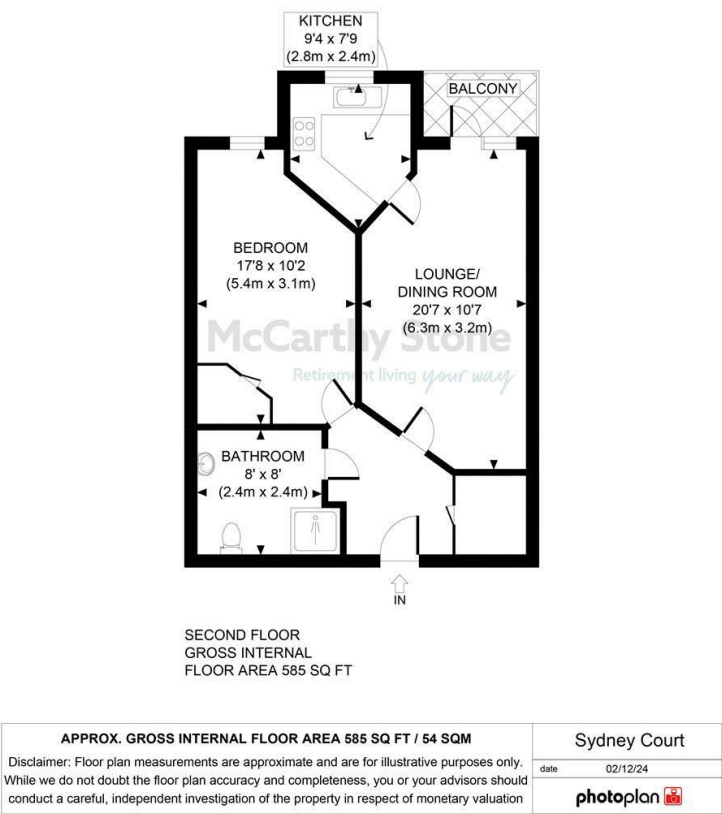 KITCHEN
9'4 x 7'9
(2.8m x 2.4m)
BALCONY
BEDROOM
17'8 x 10'2
(5.4m x 3.1m)
LOUNGE/
DINING ROOM
20'7 x 10'7
(6.3m x 3.2m)
McCarthy Stone
Retirement living your way
BATHROOM
8' x 8'
(2.4m x 2.4m)
IN
SECOND FLOOR
GROSS INTERNAL
FLOOR AREA 585 SQ FT
APPROX. GROSS INTERNAL FLOOR AREA 585 SQ FT / 54 SQM
Disclaimer: Floor plan measurements are approximate and are for illustrative purposes only.
While we do not doubt the floor plan accuracy and completeness, you or your advisors should
conduct a careful, independent investigation of the property in respect of monetary valuation
Sydney Court
date 02/12/24
photoplan